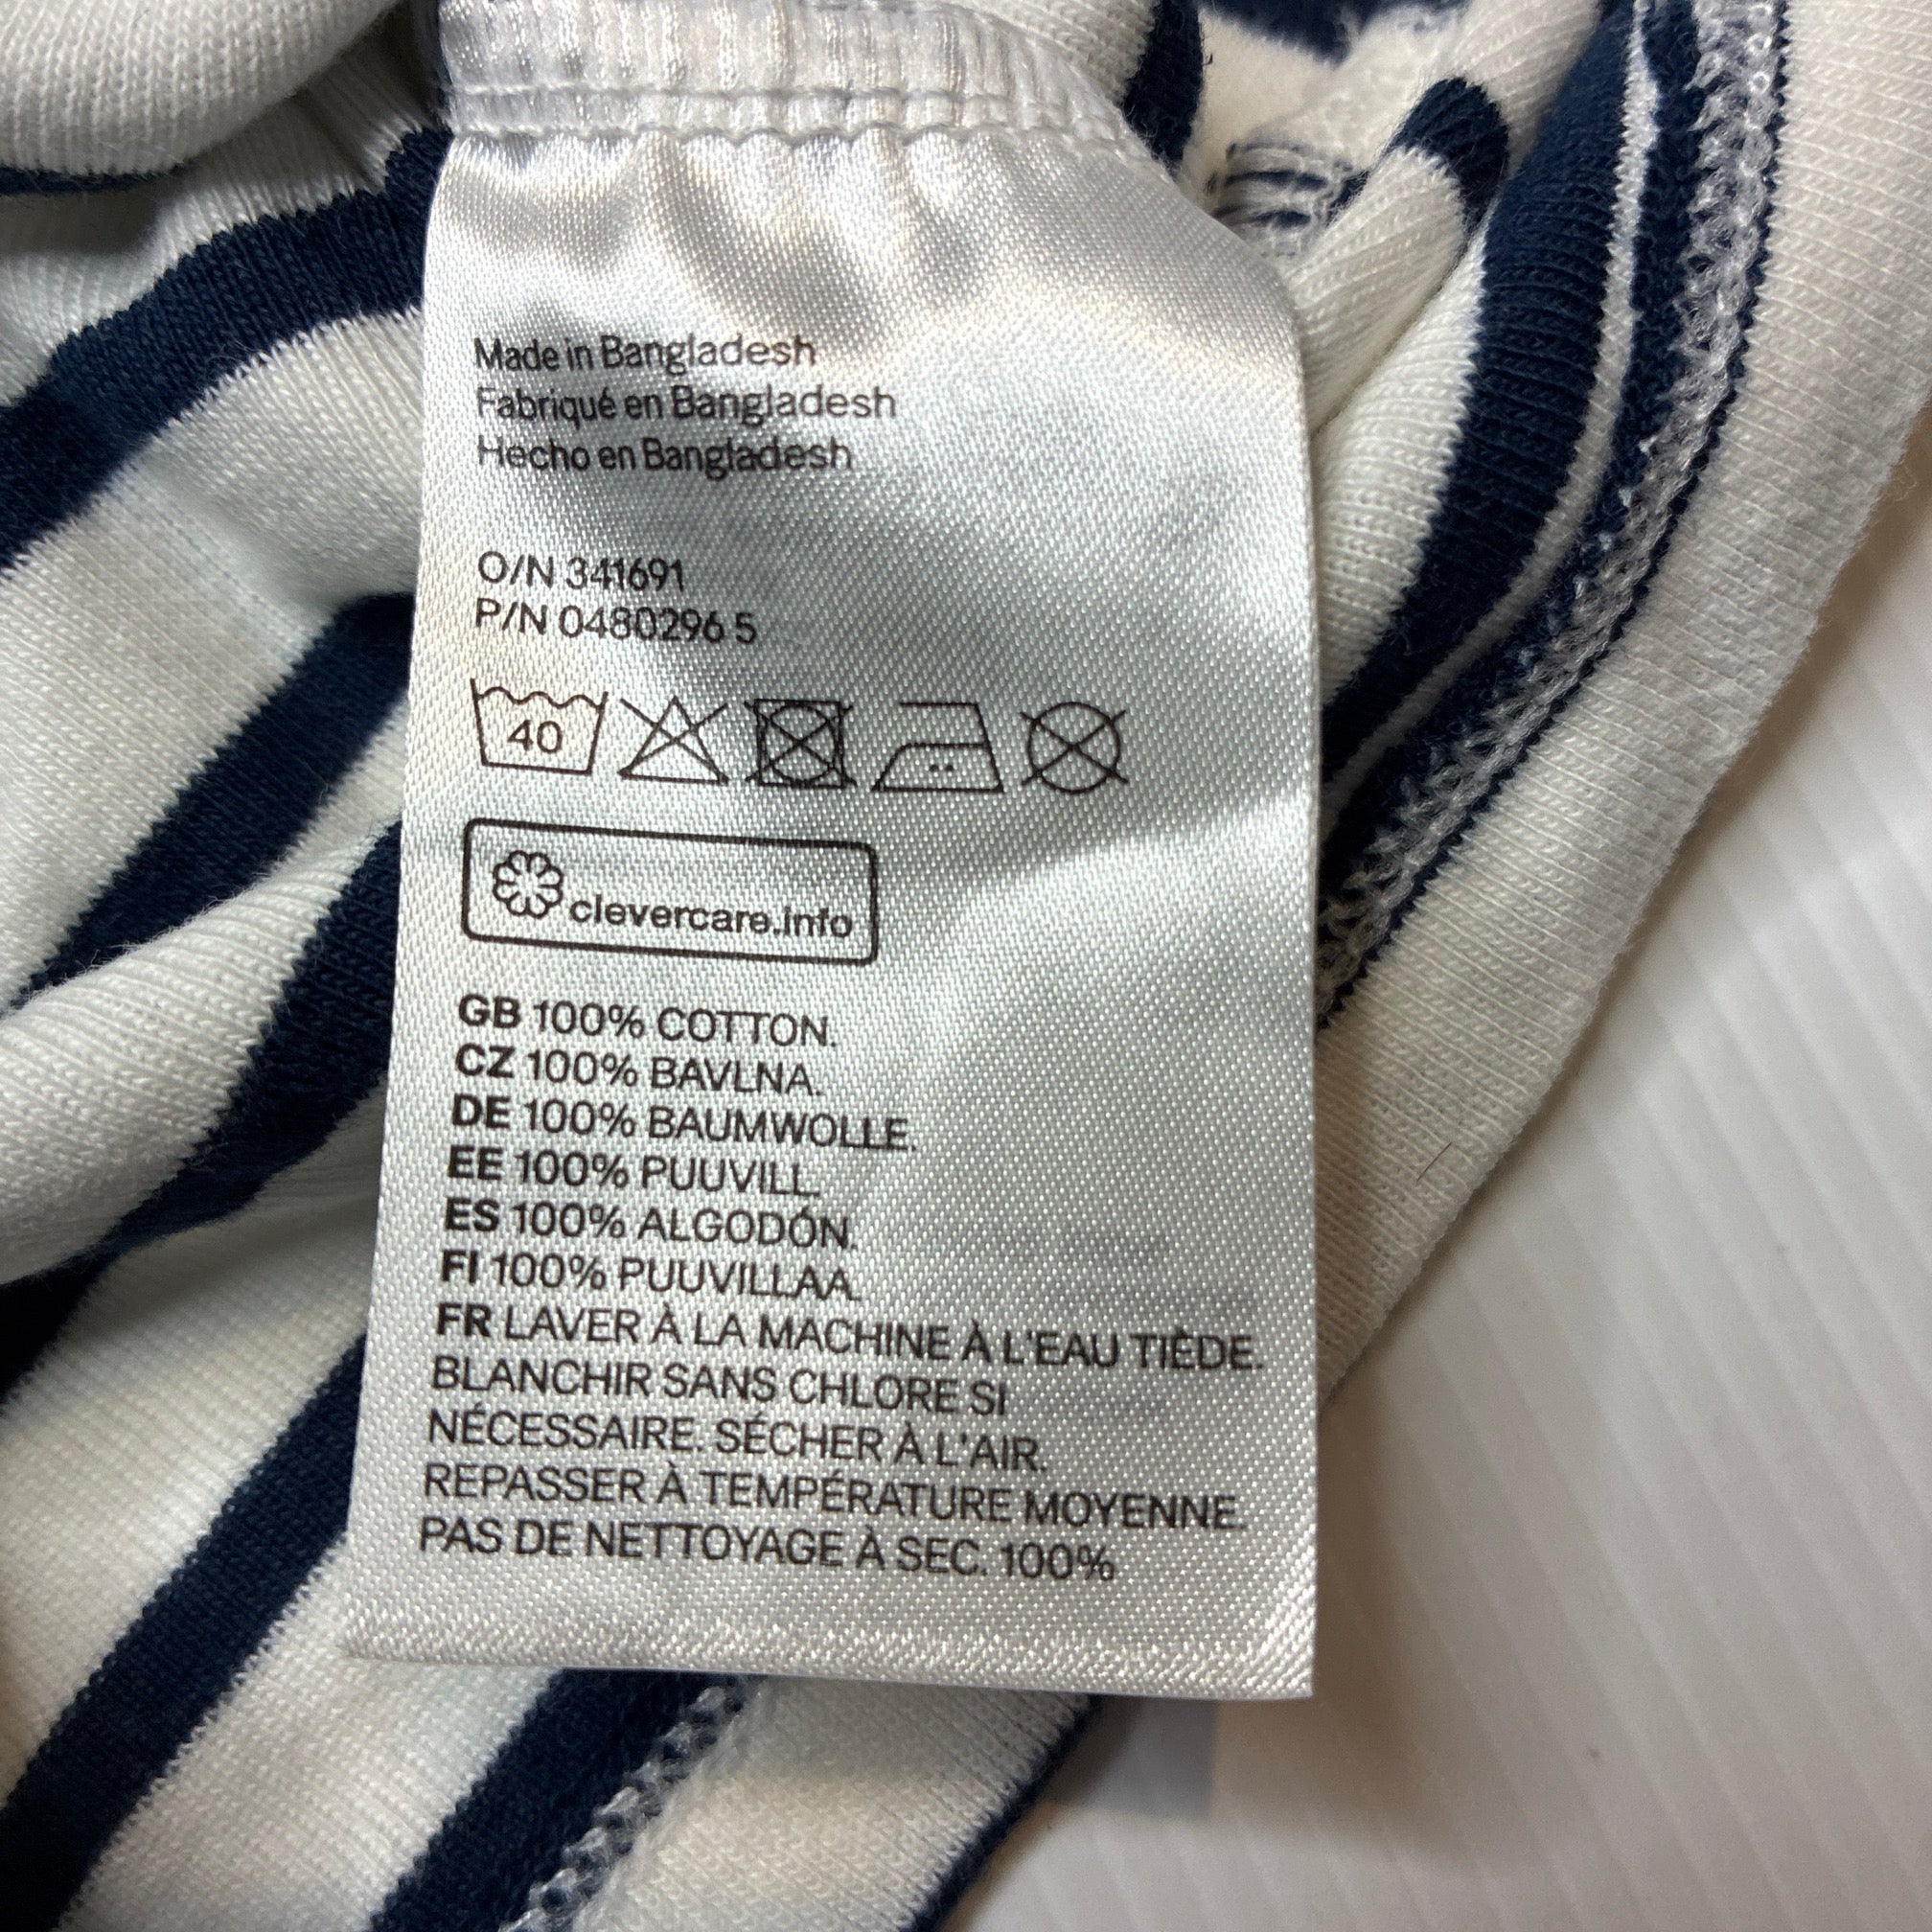 Made in Bangladesh
Fabriqué en Bangladesh
Hecho en Bangladesh
O/N 341691
P/N 0480296 5
40
clevercare.info
GB 100% COTTON.
CZ 100% BAVLNA.
DE 100% BAUMWOLLE.
EE 100% PUUVILL.
ES 100% ALGODÓN.
FI 100% PUUVILLAA.
FR LAVER À LA MACHINE À L'EAU TIÈDE.
BLANCHIR SANS CHLORE SI
NÉCESSAIRE. SÉCHER À L'AIR.
REPASSER À TEMPÉRATURE MOYENNE.
PAS DE NETTOYAGE À SEC. 100%